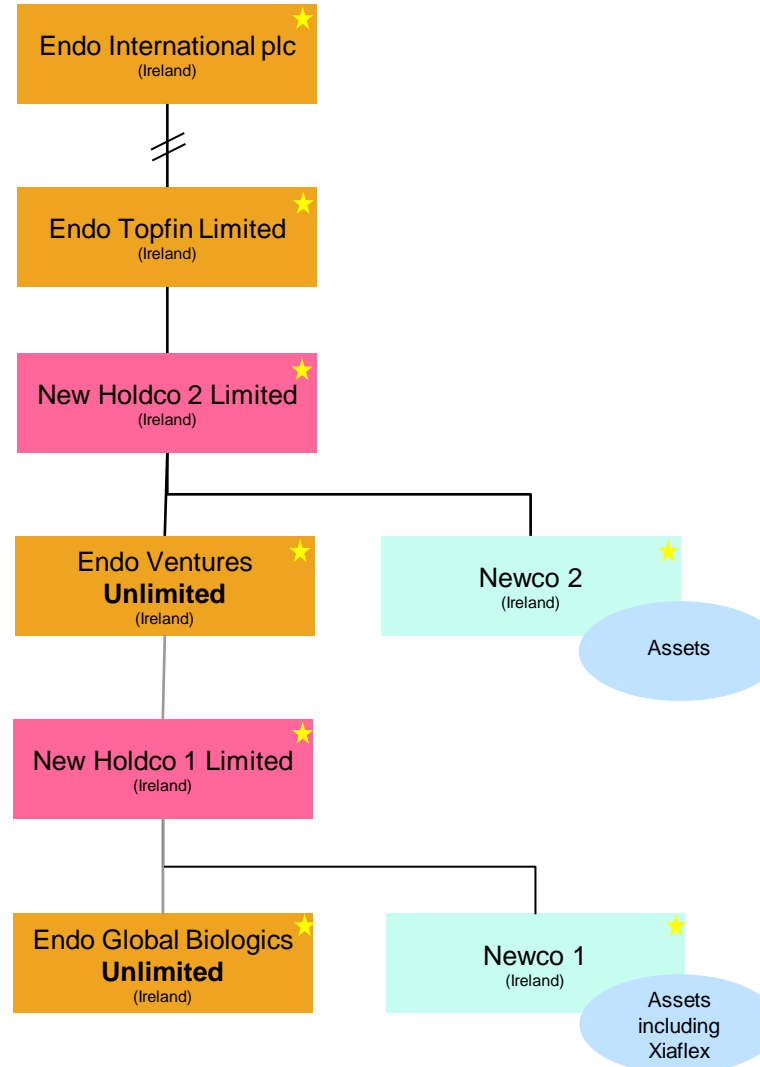 Endo International plc
(Ireland)
Endo Topfin Limited
(Ireland)
New Holdco 2 Limited
(Ireland)
Endo Ventures
Unlimited
(Ireland)
Newco 2
(Ireland)
Assets
New Holdco 1 Limited
(Ireland)
Endo Global Biologics
Unlimited
(Ireland)
Newco 1
(Ireland)
Assets
including
Xiaflex